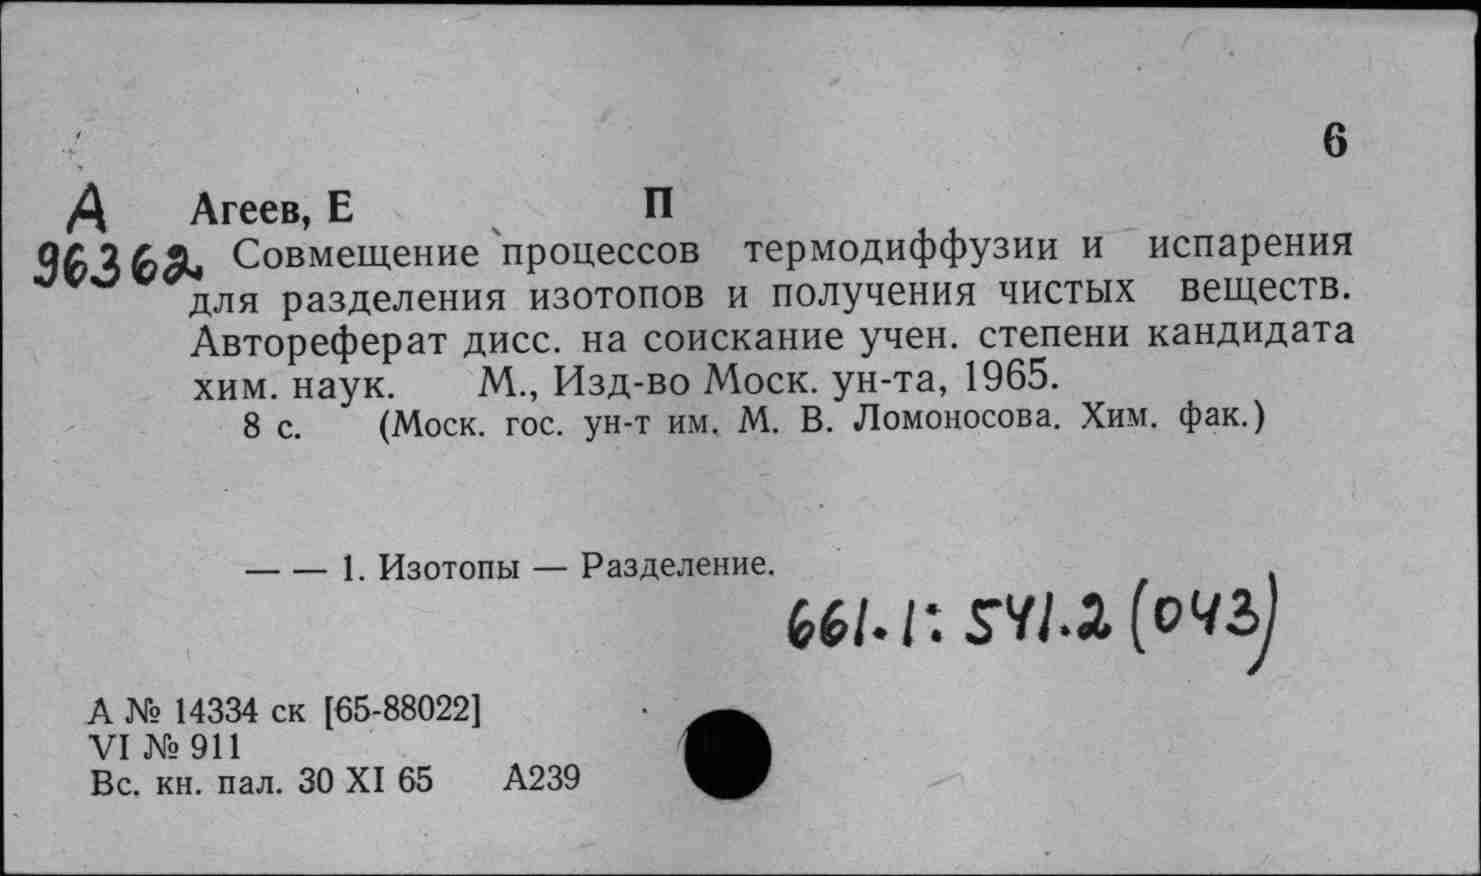 6
А Агеев, Е П
96362 Совмещение процессов термодиффузии и испарения
для разделения изотопов и получения чистых веществ.
Автореферат дисс. на соискание учен. степени кандидата
хим. наук. М., Изд-во Моск. ун-та, 1965.
8 с. (Моск. гос. ун-т им. М. В. Ломоносова. Хим. фак.)
— — 1. Изотопы — Разделение.
661.1: 541.2 (043)
А № 14334 ск [65-88022]
VI № 911
Вс. кн. пал. 30 XI 65 А239